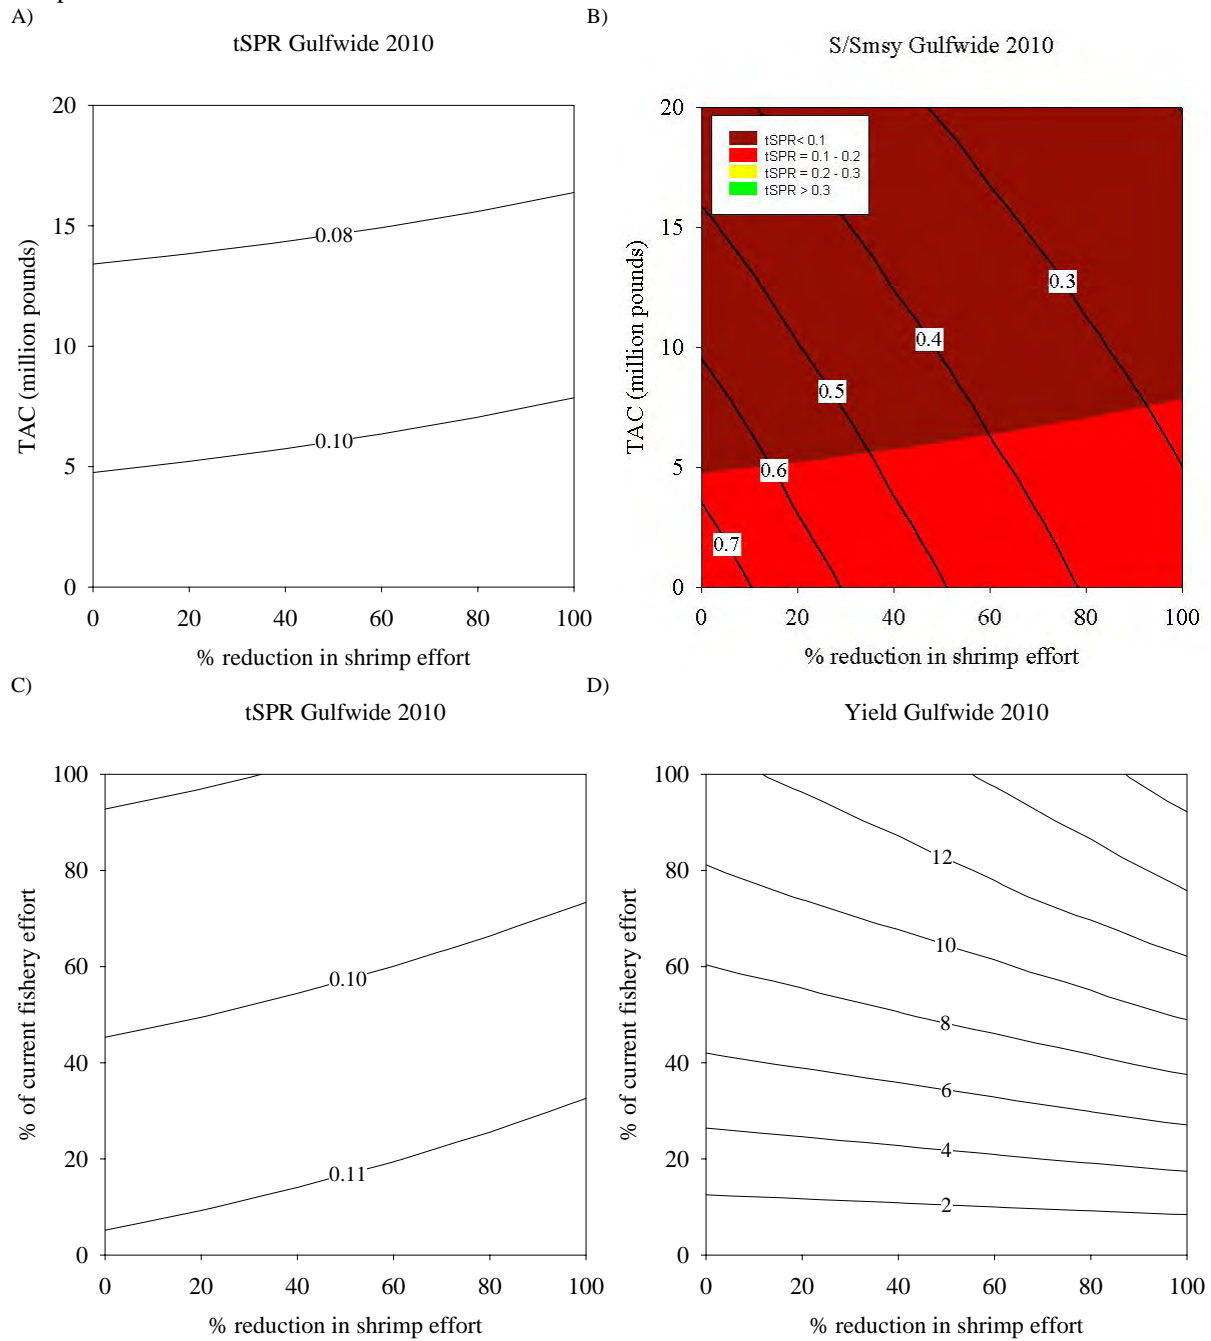 A)
tSPR Gulfwide 2010
20
15
10
5
0
TAC (million pounds)
0.08
0.10
0 20 40 60 80 100
% reduction in shrimp effort
B)
S/Smsy Gulfwide 2010
20
15
10
5
0
TAC (million pounds)
tSPR< 0.1
tSPR = 0.1 - 0.2
tSPR = 0.2 - 0.3
tSPR > 0.3
0.3
0.4
0.5
0.6
0.7
0 20 40 60 80 100
% reduction in shrimp effort
C)
tSPR Gulfwide 2010
100
80
60
40
20
0
% of current fishery effort
0.10
0.11
0 20 40 60 80 100
% reduction in shrimp effort
D)
Yield Gulfwide 2010
100
80
60
40
20
0
% of current fishery effort
12
10
8
6
4
2
0 20 40 60 80 100
% reduction in shrimp effort